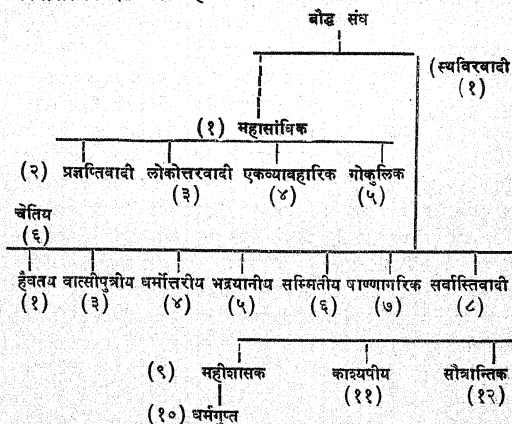 बौद्ध संघ
(स्थविरवादी
(१)
(१) महासांघिक
(२) प्रज्ञप्तिवादी लोकोत्तरवादी एकव्यावहारिक गोकुलिक
(३) (४) (५)
चेतिय
(६)
हैवतय वात्सीपुत्रीय धर्मोत्तरीय भद्रयानीय सम्मितीय षाण्णागरिक सर्वास्तिवादी
(१) (३) (४) (५) (६) (७) (८)
(९) महीशासक काश्यपीय सौत्रान्तिक
(११) (१२)
(१०) धर्मगुप्त